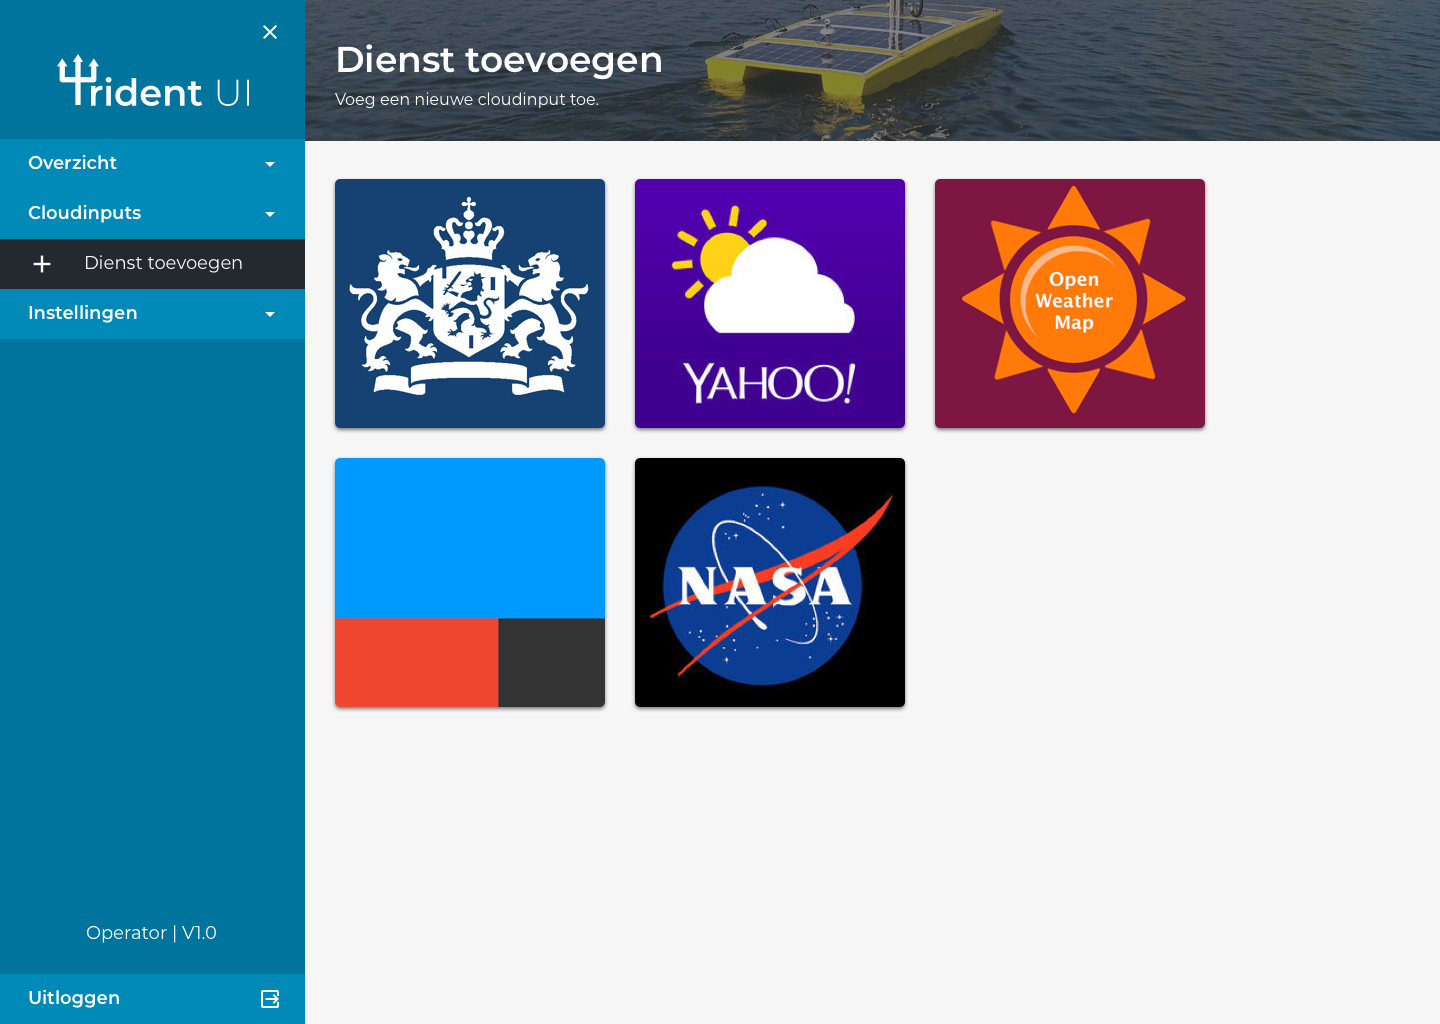 Trident UI
Overzicht
Cloudinputs
Dienst toevoegen
Instellingen
Operator | V1.0
Uitloggen
Dienst toevoegen
Voeg een nieuwe cloudinput toe.
YAHOO!
Open
Weather
Map
NASA